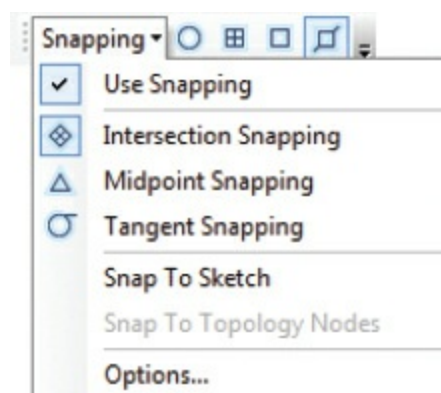 Snapping
Use Snapping
Intersection Snapping
Midpoint Snapping
Tangent Snapping
Snap To Sketch
Snap To Topology Nodes
Options...